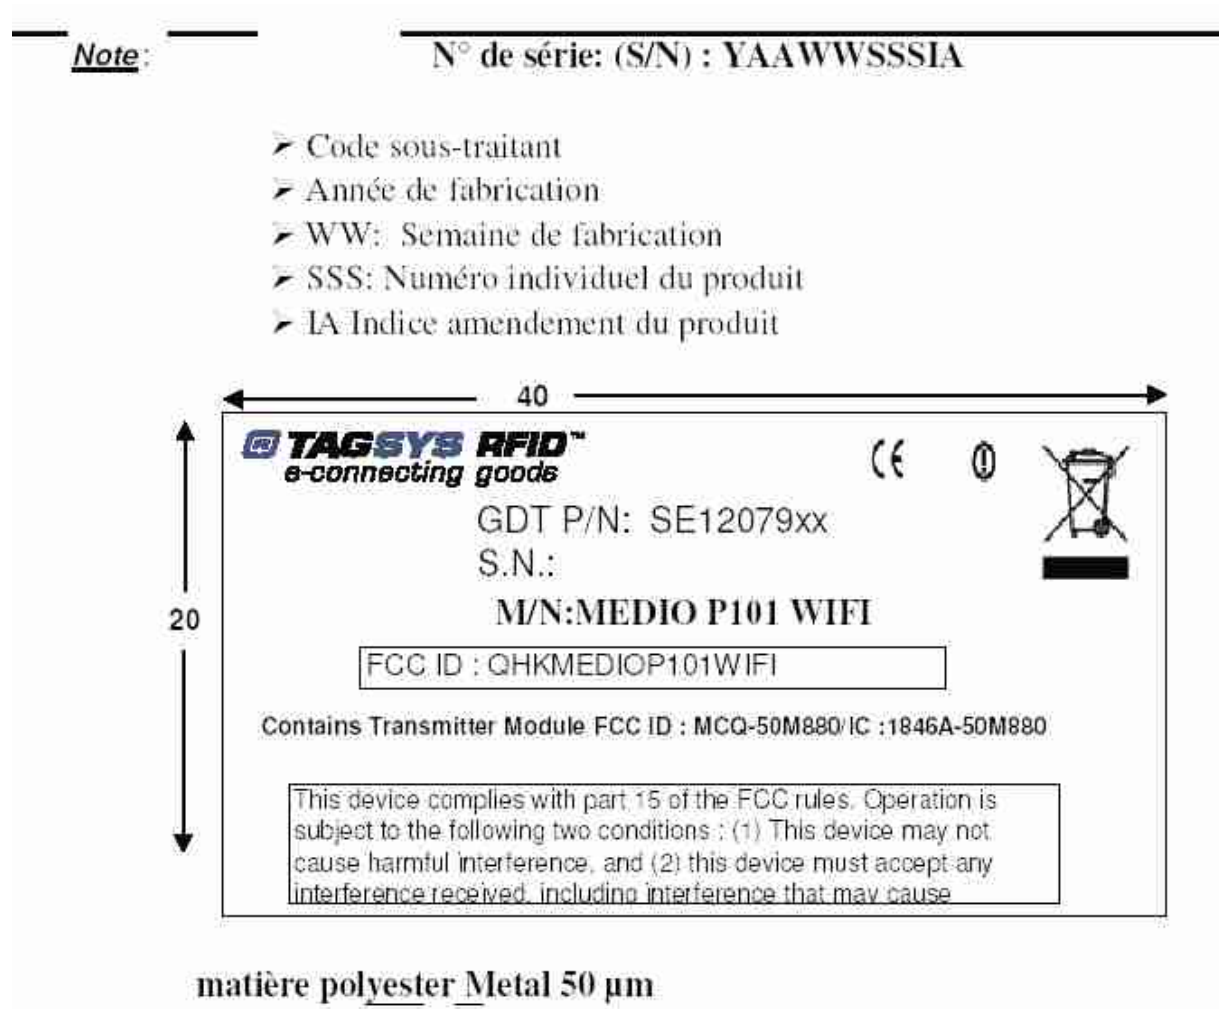 Note: N° de série: (S/N) : YAAWWSSSIA
➢ Code sous-traitant
➢ Année de fabrication
➢ WW: Semaine de fabrication
➢ SSS: Numéro individuel du produit
➢ IA Indice amendement du produit
40
TAGSYS RFID™
e-connecting goods
CE
GDT P/N: SE12079xx
S.N.:
20
M/N:MEDIO P101 WIFI
FCC ID : QHKMEDIOP101WIFI
Contains Transmitter Module FCC ID : MCQ-50M880/IC :1846A-50M880
This device complies with part 15 of the FCC rules. Operation is
subject to the following two conditions : (1) This device may not
cause harmful interference, and (2) this device must accept any
interference received, including interference that may cause
matière polyester Metal 50 µm